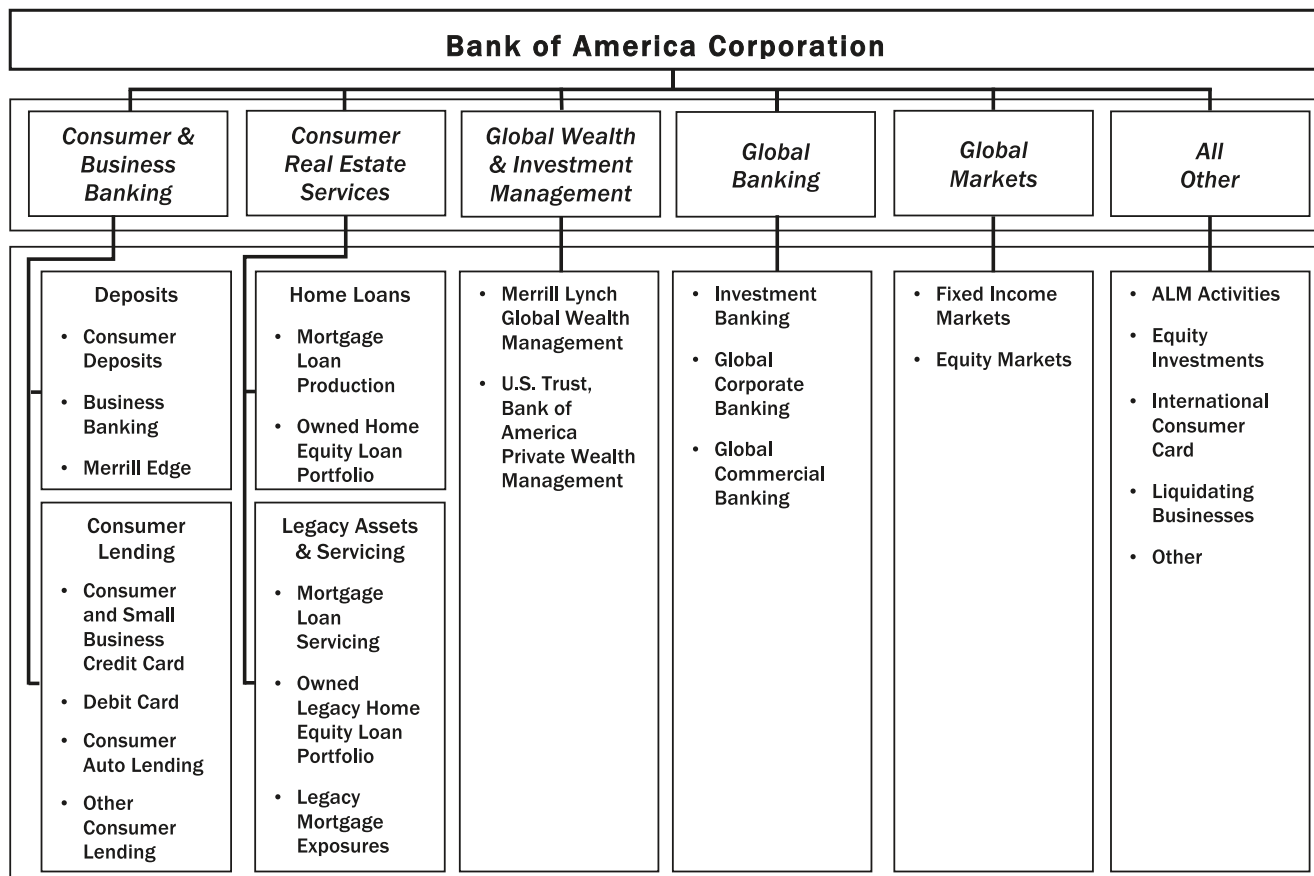 Bank of America Corporation
Consumer &
Business
Banking
Consumer
Real Estate
Services
Global Wealth
& Investment
Management
Global
Banking
Global
Markets
All
Other
Deposits
• Consumer
Deposits
• Business
Banking
• Merrill Edge
Consumer
Lending
• Consumer
and Small
Business
Credit Card
• Debit Card
• Consumer
Auto Lending
• Other
Consumer
Lending
Home Loans
• Mortgage
Loan
Production
• Owned Home
Equity Loan
Portfolio
Legacy Assets
& Servicing
• Mortgage
Loan
Servicing
• Owned
Legacy Home
Equity Loan
Portfolio
• Legacy
Mortgage
Exposures
• Merrill Lynch
Global Wealth
Management
• U.S. Trust,
Bank of
America
Private Wealth
Management
• Investment
Banking
• Global
Corporate
Banking
• Global
Commercial
Banking
• Fixed Income
Markets
• Equity Markets
• ALM Activities
• Equity
Investments
• International
Consumer
Card
• Liquidating
Businesses
• Other